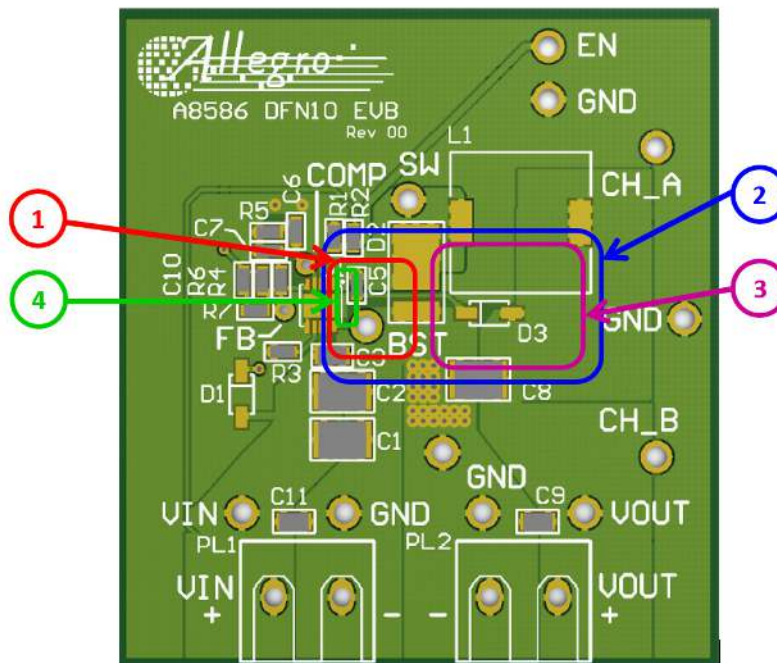 Allegro
EN
A8586 DFN10 EVB
Rev 00
GND
L1
COMP
SW
CH_A
C6
R1
R2
D2
R5
C7
C10
R6
R4
R7
C5
FB
BST
D3
GND
R3
C3
D1
C2
C8
C1
CH_B
GND
VIN
C11
GND
C9
VOUT
PL1
PL2
VIN
VOUT
+
-
-
+
1
2
3
4